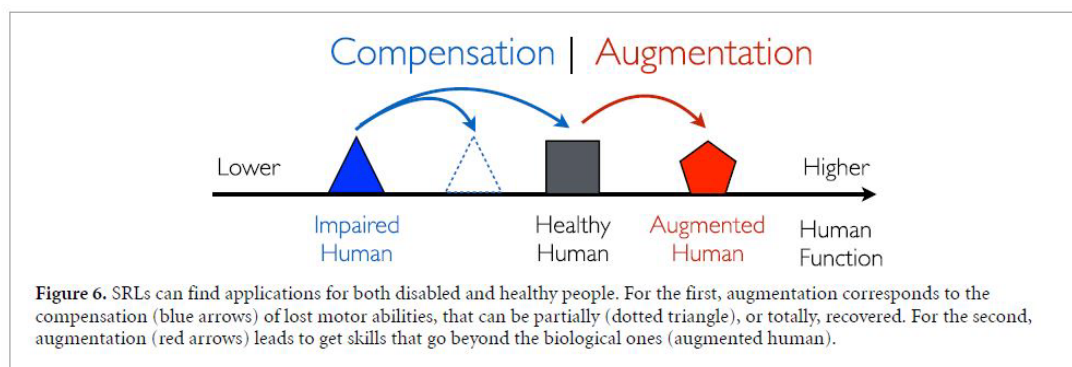 Compensation | Augmentation
Lower
Higher
Impaired
Human
Healthy
Human
Augmented
Human
Human
Function
Figure 6. SRLs can find applications for both disabled and healthy people. For the first, augmentation corresponds to the
compensation (blue arrows) of lost motor abilities, that can be partially (dotted triangle), or totally, recovered. For the second,
augmentation (red arrows) leads to get skills that go beyond the biological ones (augmented human).